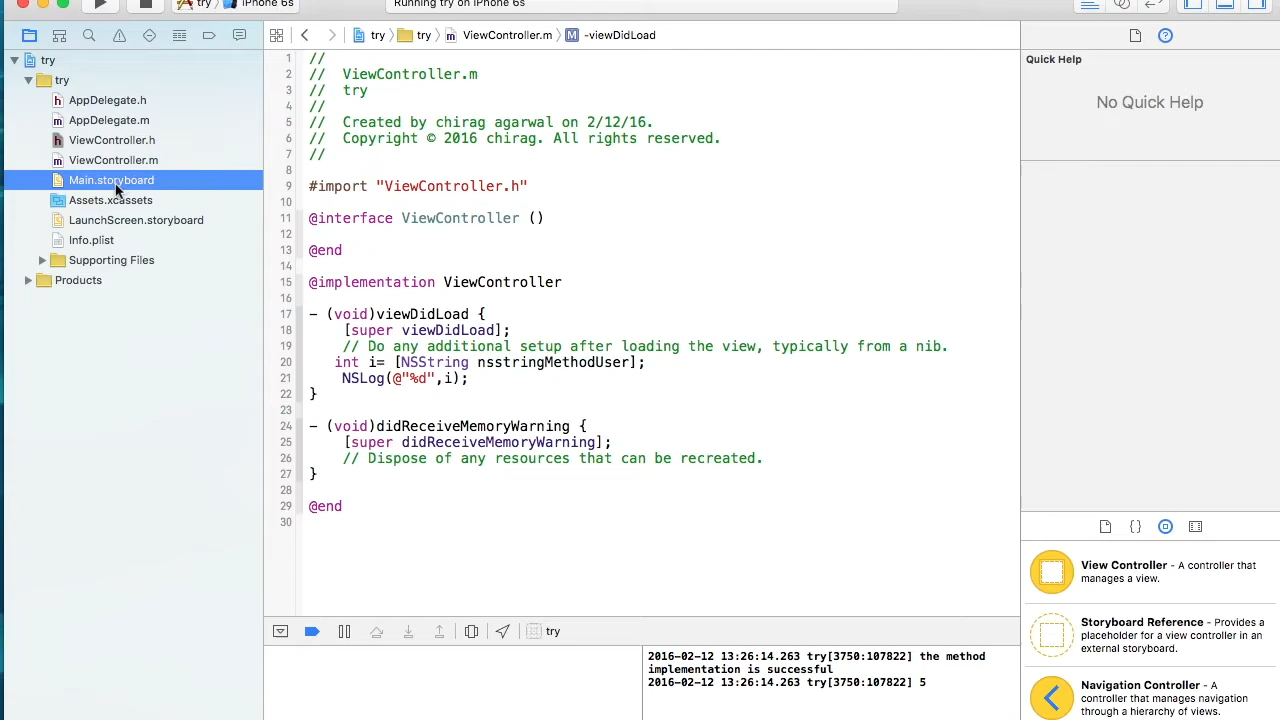 try 〉 iPhone 6s
Running try on iPhone 6s
try 〉 try 〉 ViewController.m 〉 M -viewDidLoad
try
try
AppDelegate.h
AppDelegate.m
ViewController.h
ViewController.m
Main.storyboard
Assets.xcassets
LaunchScreen.storyboard
Info.plist
Supporting Files
Products
1 //
2 //  ViewController.m
3 //  try
4 //
5 //  Created by chirag agarwal on 2/12/16.
6 //  Copyright © 2016 chirag. All rights reserved.
7 //
8
9 #import "ViewController.h"
10
11 @interface ViewController ()
12
13 @end
14
15 @implementation ViewController
16
17 - (void)viewDidLoad {
18     [super viewDidLoad];
19     // Do any additional setup after loading the view, typically from a nib.
20    int i= [NSString nsstringMethodUser];
21     NSLog(@"%d",i);
22 }
23
24 - (void)didReceiveMemoryWarning {
25     [super didReceiveMemoryWarning];
26     // Dispose of any resources that can be recreated.
27 }
28
29 @end
30
try
2016-02-12 13:26:14.263 try[3750:107822] the method
implementation is successful
2016-02-12 13:26:14.263 try[3750:107822] 5
Quick Help
No Quick Help
View Controller - A controller that
manages a view.
Storyboard Reference - Provides a
placeholder for a view controller in an
external storyboard.
Navigation Controller - A
controller that manages navigation
through a hierarchy of views.